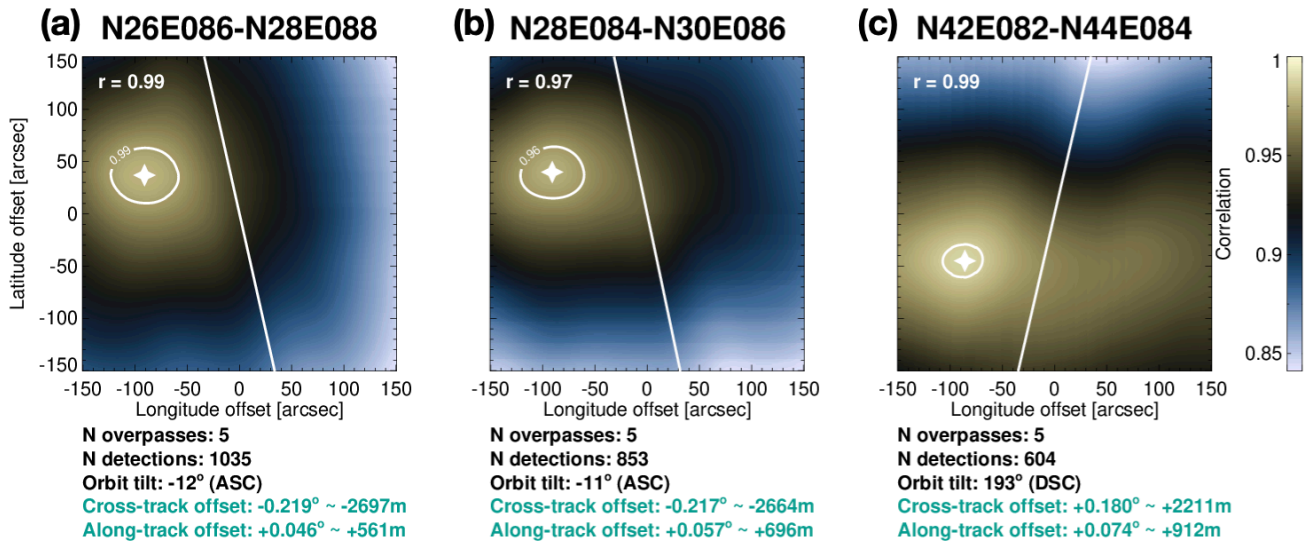 (a) N26E086-N28E088
(b) N28E084-N30E086
(c) N42E082-N44E084
r = 0.99
r = 0.97
r = 0.99
0.99
0.96
150
100
50
0
-50
-100
-150
Latitude offset [arcsec]
-150 -100 -50 0 50 100 150
Longitude offset [arcsec]
-150 -100 -50 0 50 100 150
Longitude offset [arcsec]
-150 -100 -50 0 50 100 150
Longitude offset [arcsec]
1
0.95
0.9
0.85
Correlation
N overpasses: 5
N detections: 1035
Orbit tilt: -12° (ASC)
Cross-track offset: -0.219° ~ -2697m
Along-track offset: +0.046° ~ +561m
N overpasses: 5
N detections: 853
Orbit tilt: -11° (ASC)
Cross-track offset: -0.217° ~ -2664m
Along-track offset: +0.057° ~ +696m
N overpasses: 5
N detections: 604
Orbit tilt: 193° (DSC)
Cross-track offset: +0.180° ~ +2211m
Along-track offset: +0.074° ~ +912m